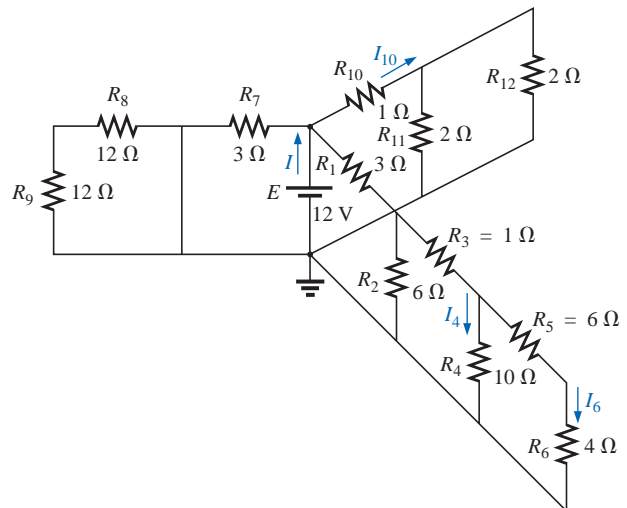 I₁₀
R₁₀
R₁₂ 2 Ω
R₈
R₇
1 Ω
R₁₁ 2 Ω
12 Ω
3 Ω
I
R₁
3 Ω
R₉ 12 Ω
E
12 V
R₃ = 1 Ω
R₂
6 Ω
I₄
R₅ = 6 Ω
R₄
10 Ω
I₆
R₆
4 Ω